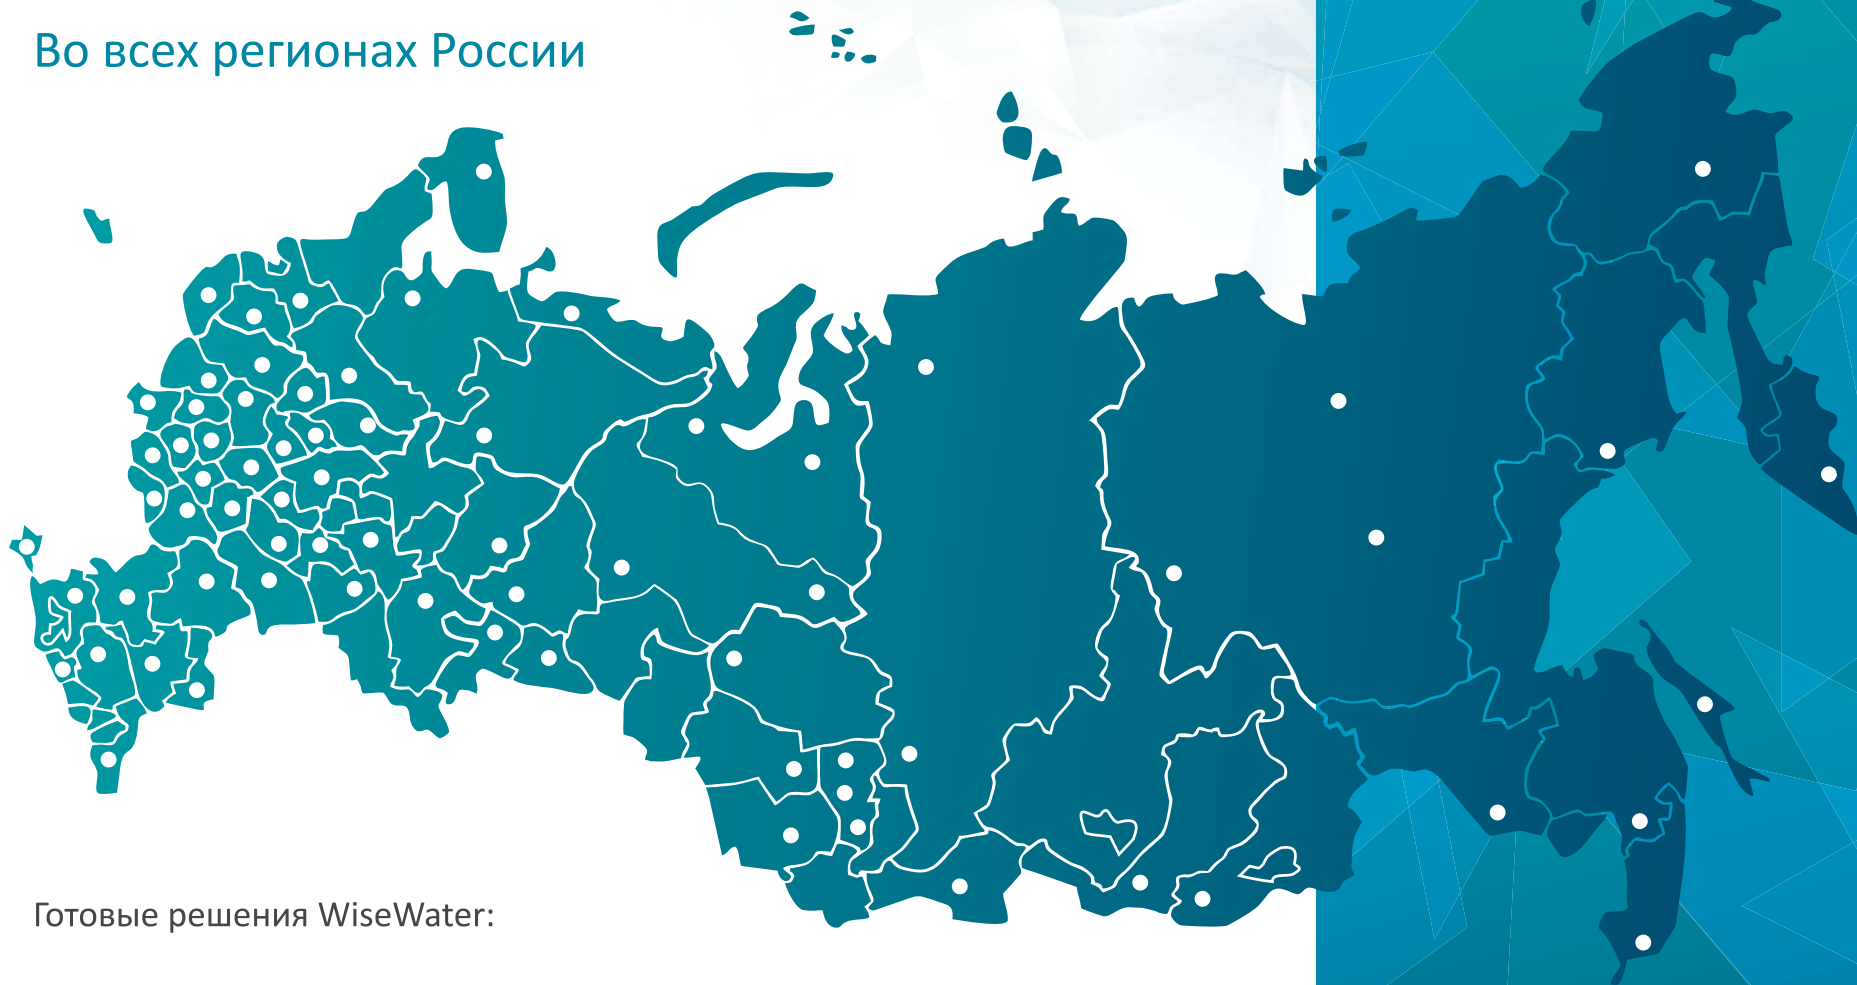 Во всех регионах России
Готовые решения WiseWater: